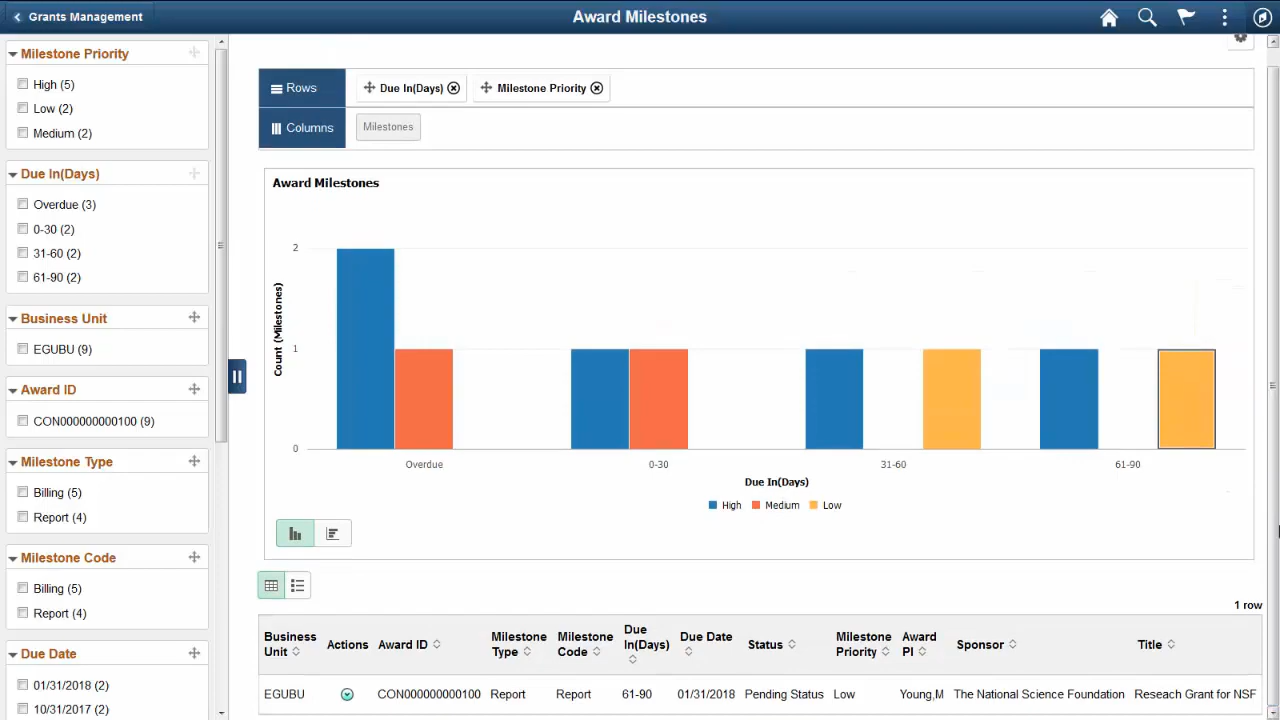 Grants Management
Award Milestones
Milestone Priority
High (5)
Low (2)
Medium (2)
Due In(Days)
Overdue (3)
0-30 (2)
31-60 (2)
61-90 (2)
Business Unit
EGUBU (9)
Award ID
CON000000000100 (9)
Milestone Type
Billing (5)
Report (4)
Milestone Code
Billing (5)
Report (4)
Due Date
01/31/2018 (2)
10/31/2017 (2)
Rows Due In(Days) Milestone Priority
Columns Milestones
Award Milestones
Count (Milestones)
2
1
0
Overdue 0-30 31-60 61-90
Due In(Days)
High Medium Low
1 row
Business Unit Actions Award ID Milestone Type Milestone Code Due In(Days) Due Date Status Milestone Priority Award PI Sponsor Title
EGUBU CON000000000100 Report Report 61-90 01/31/2018 Pending Status Low Young,M The National Science Foundation Reseach Grant for NSF